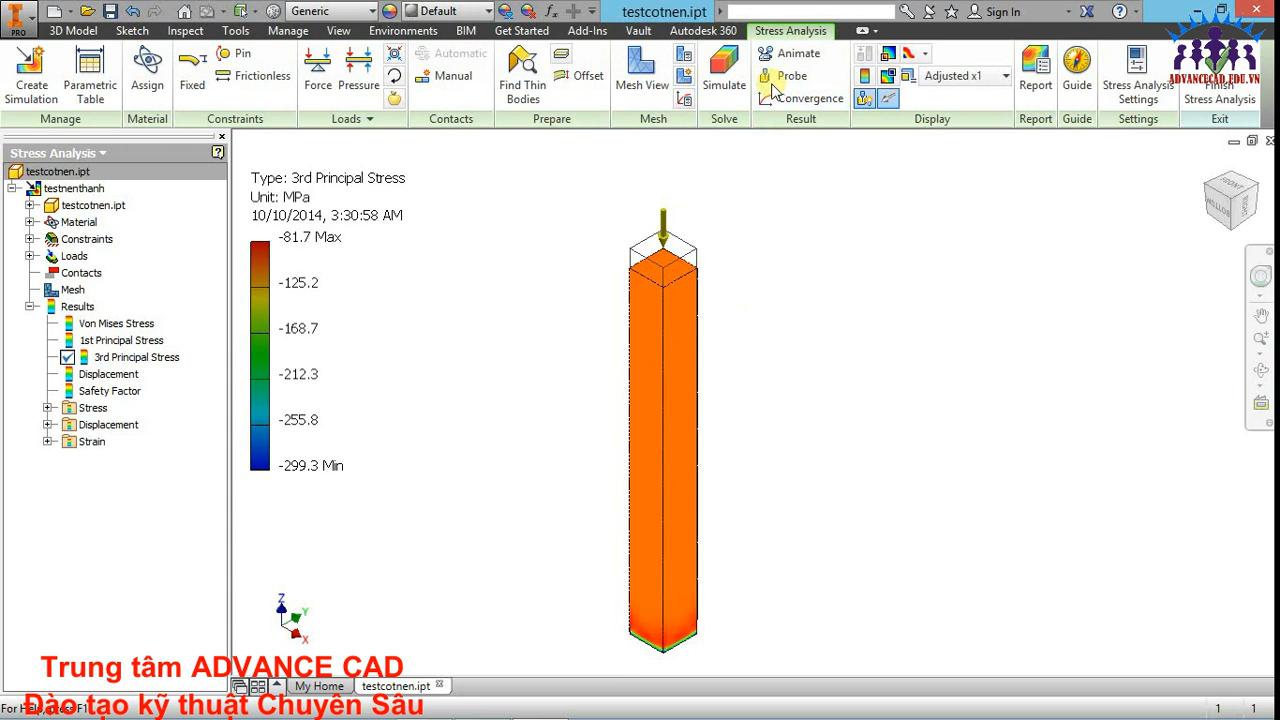 PRO
Generic
Default
testcotnen.ipt
Sign In
3D Model Sketch Inspect Tools Manage View Environments BIM Get Started Add-Ins Vault Autodesk 360 Stress Analysis
Create Simulation
Parametric Table
Assign
Fixed
Pin
Frictionless
Force
Pressure
Automatic
Manual
Find Thin Bodies
Offset
Mesh View
Simulate
Animate
Probe
Convergence
Adjusted x1
Report
Guide
Stress Analysis Settings
Finish Stress Analysis
ADVANCECAD.EDU.VN
Manage Material Constraints Loads Contacts Prepare Mesh Solve Result Display Report Guide Settings Exit
Stress Analysis
testcotnen.ipt
testnenthanh
testcotnen.ipt
Material
Constraints
Loads
Contacts
Mesh
Results
Von Mises Stress
1st Principal Stress
3rd Principal Stress
Displacement
Safety Factor
Stress
Displacement
Strain
Type: 3rd Principal Stress
Unit: MPa
10/10/2014, 3:30:58 AM
-81.7 Max
-125.2
-168.7
-212.3
-255.8
-299.3 Min
FRONT
BOTTOM
Z
Y
X
Trung tâm ADVANCE CAD
Đào tạo kỹ thuật Chuyên Sâu
My Home
testcotnen.ipt
For Help, press F1
1 1